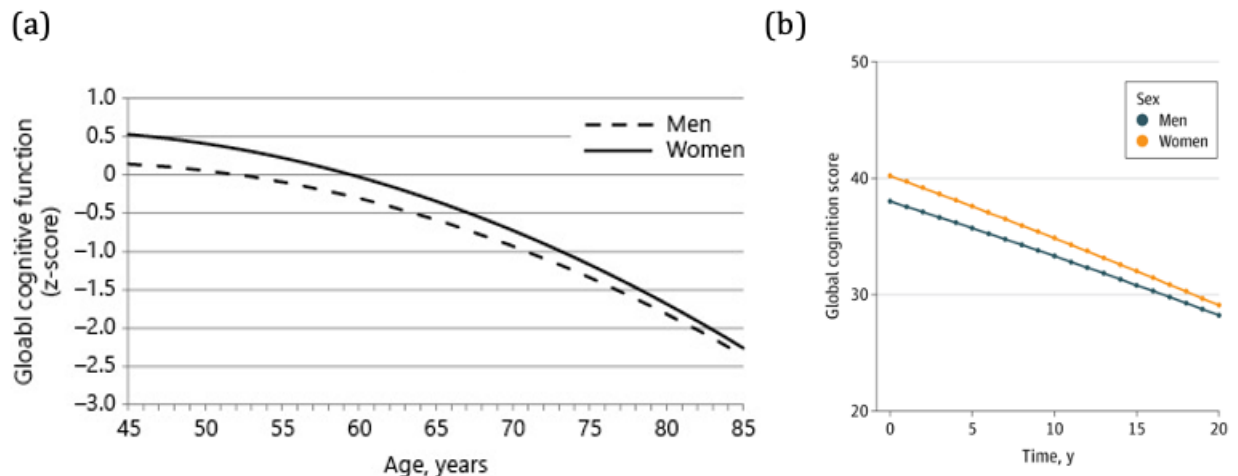 (a)
Gloabl cognitive function
(z-score)
1.0
0.5
0
−0.5
−1.0
−1.5
−2.0
−2.5
−3.0
45 50 55 60 65 70 75 80 85
Age, years
Men
Women
(b)
Global cognition score
50
40
30
20
0 5 10 15 20
Time, y
Sex
Men
Women